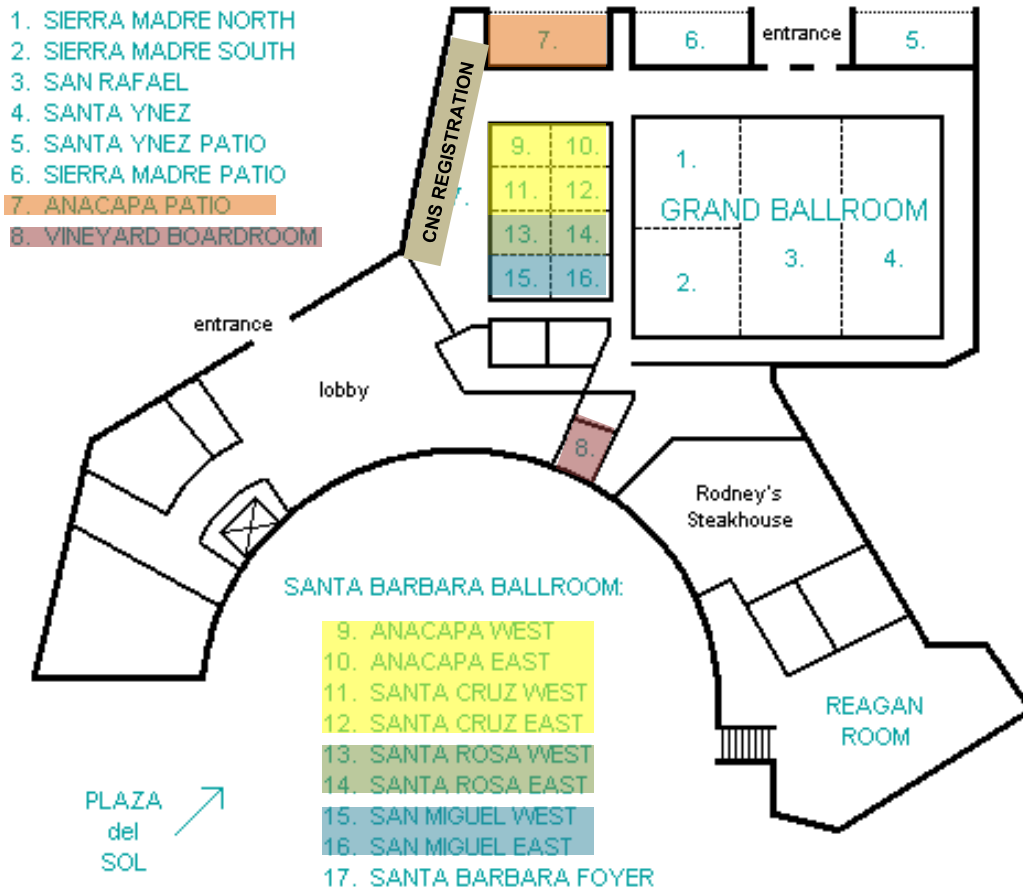 1. SIERRA MADRE NORTH
2. SIERRA MADRE SOUTH
3. SAN RAFAEL
4. SANTA YNEZ
5. SANTA YNEZ PATIO
6. SIERRA MADRE PATIO
7. ANACAPA PATIO
8. VINEYARD BOARDROOM
7.
6.
entrance
5.
CNS REGISTRATION
7.
9. 10.
11. 12.
13. 14.
15. 16.
1.
GRAND BALLROOM
2.
3.
4.
entrance
lobby
8.
Rodney's
Steakhouse
SANTA BARBARA BALLROOM:
9. ANACAPA WEST
10. ANACAPA EAST
11. SANTA CRUZ WEST
12. SANTA CRUZ EAST
13. SANTA ROSA WEST
14. SANTA ROSA EAST
15. SAN MIGUEL WEST
16. SAN MIGUEL EAST
17. SANTA BARBARA FOYER
REAGAN
ROOM
PLAZA
del
SOL